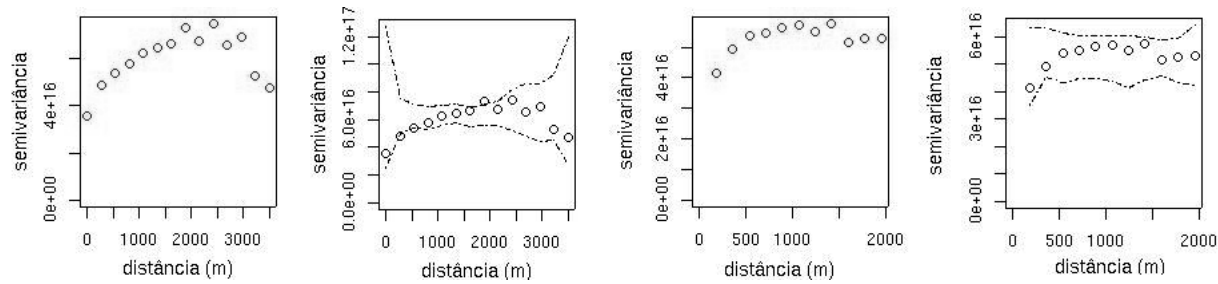 semivariância
4e+16
0e+00
0 1000 2000 3000
distância (m)
semivariância
1.2e+17
6.0e+16
0.0e+00
0 1000 2000 3000
distância (m)
semivariância
4e+16
2e+16
0e+00
0 500 1000 2000
distância (m)
semivariância
6e+16
3e+16
0e+00
0 500 1000 2000
distância (m)